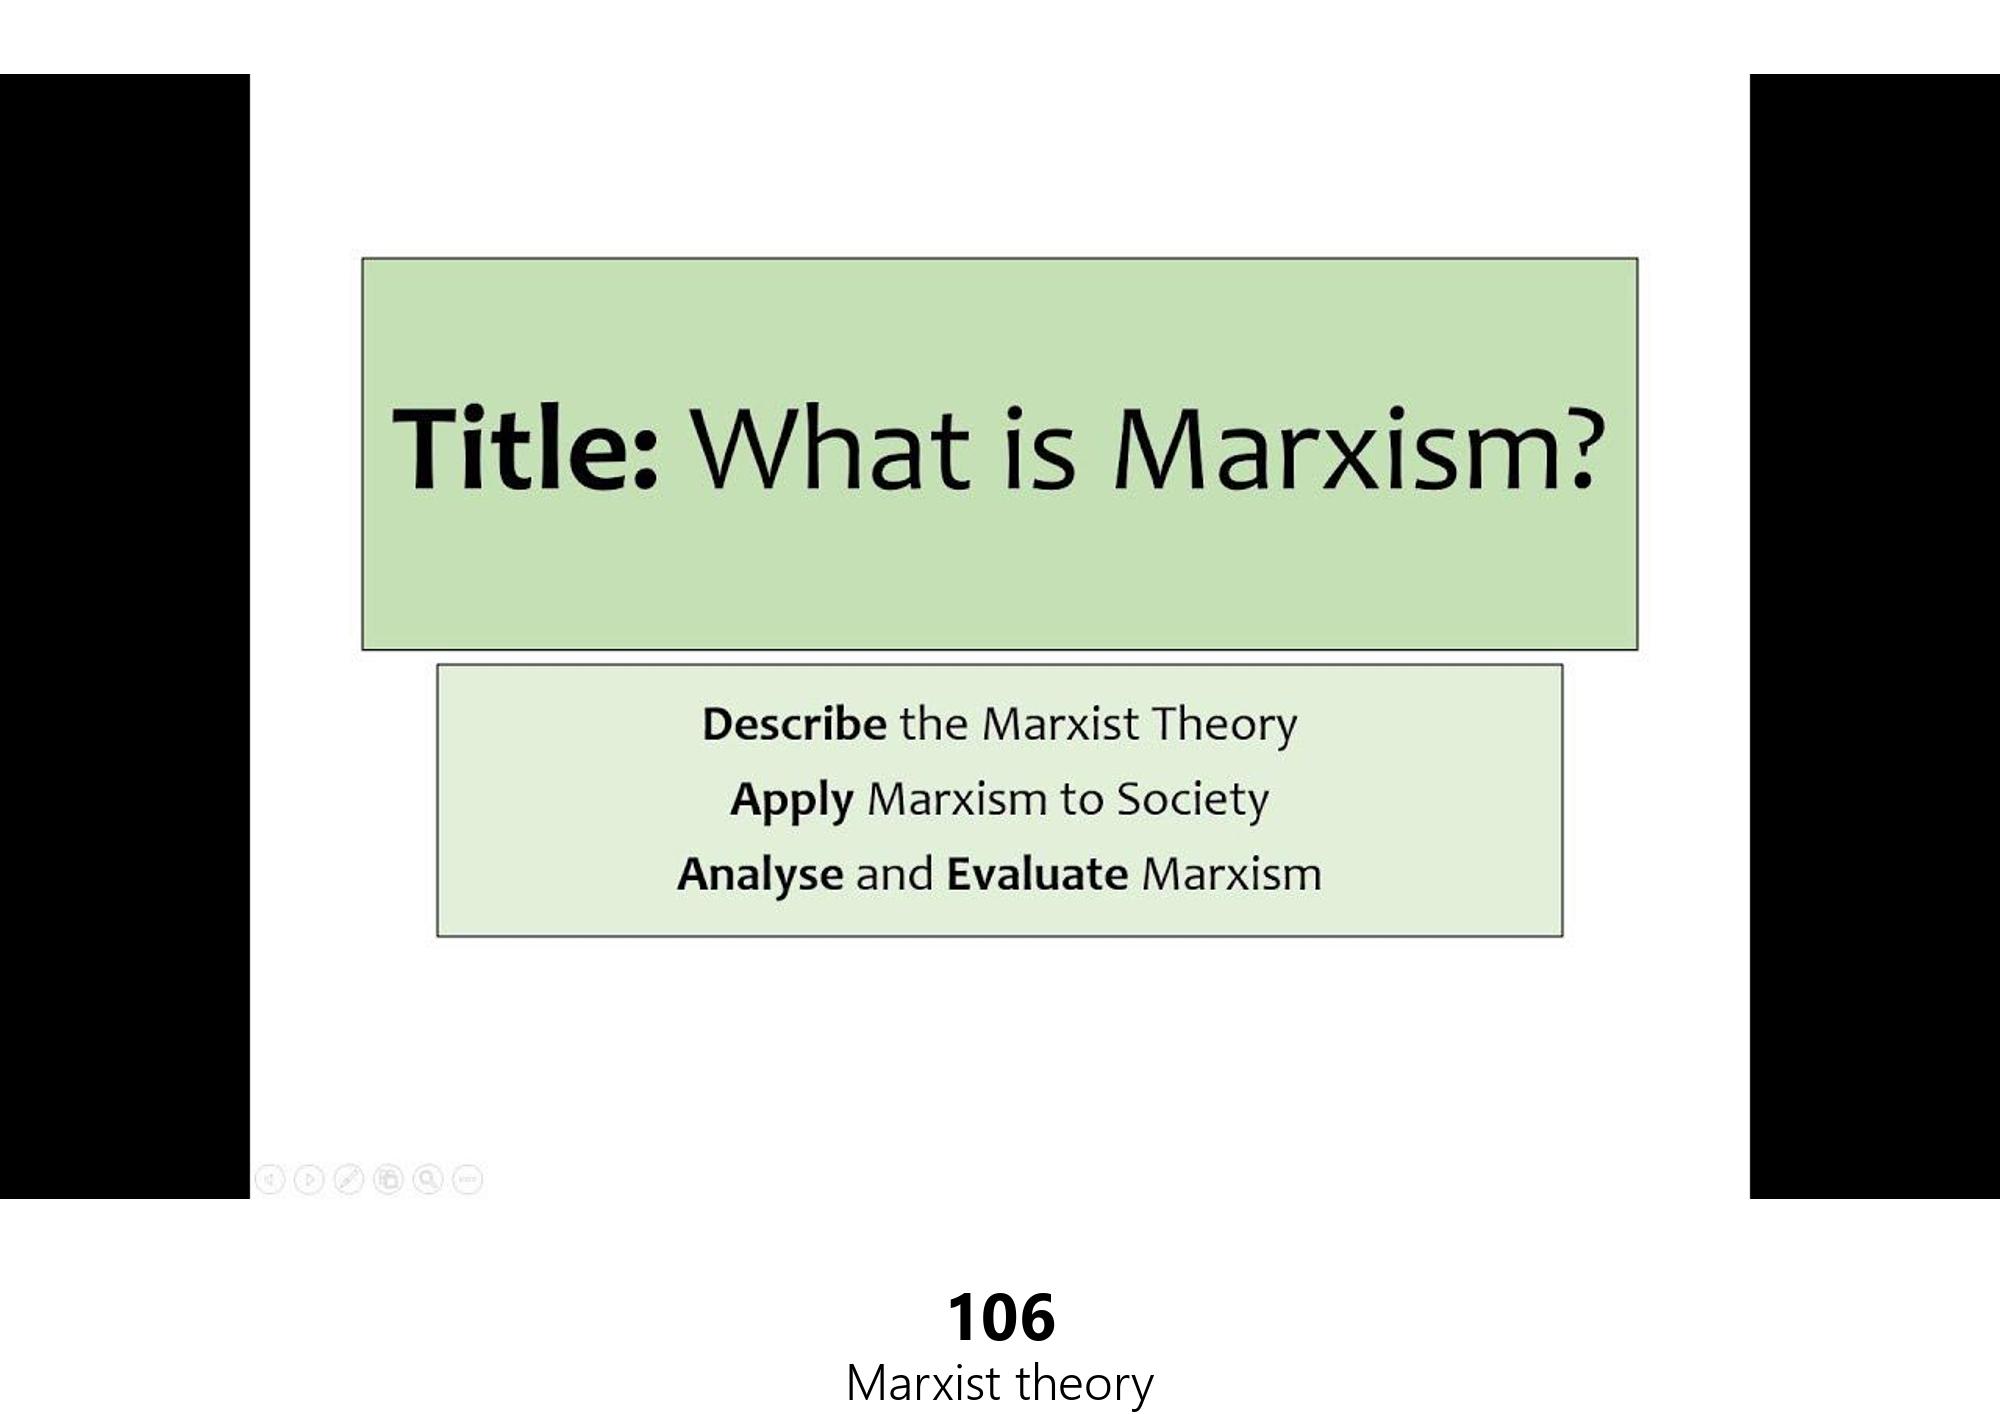 Title: What is Marxism?
Describe the Marxist Theory
Apply Marxism to Society
Analyse and Evaluate Marxism
106
Marxist theory